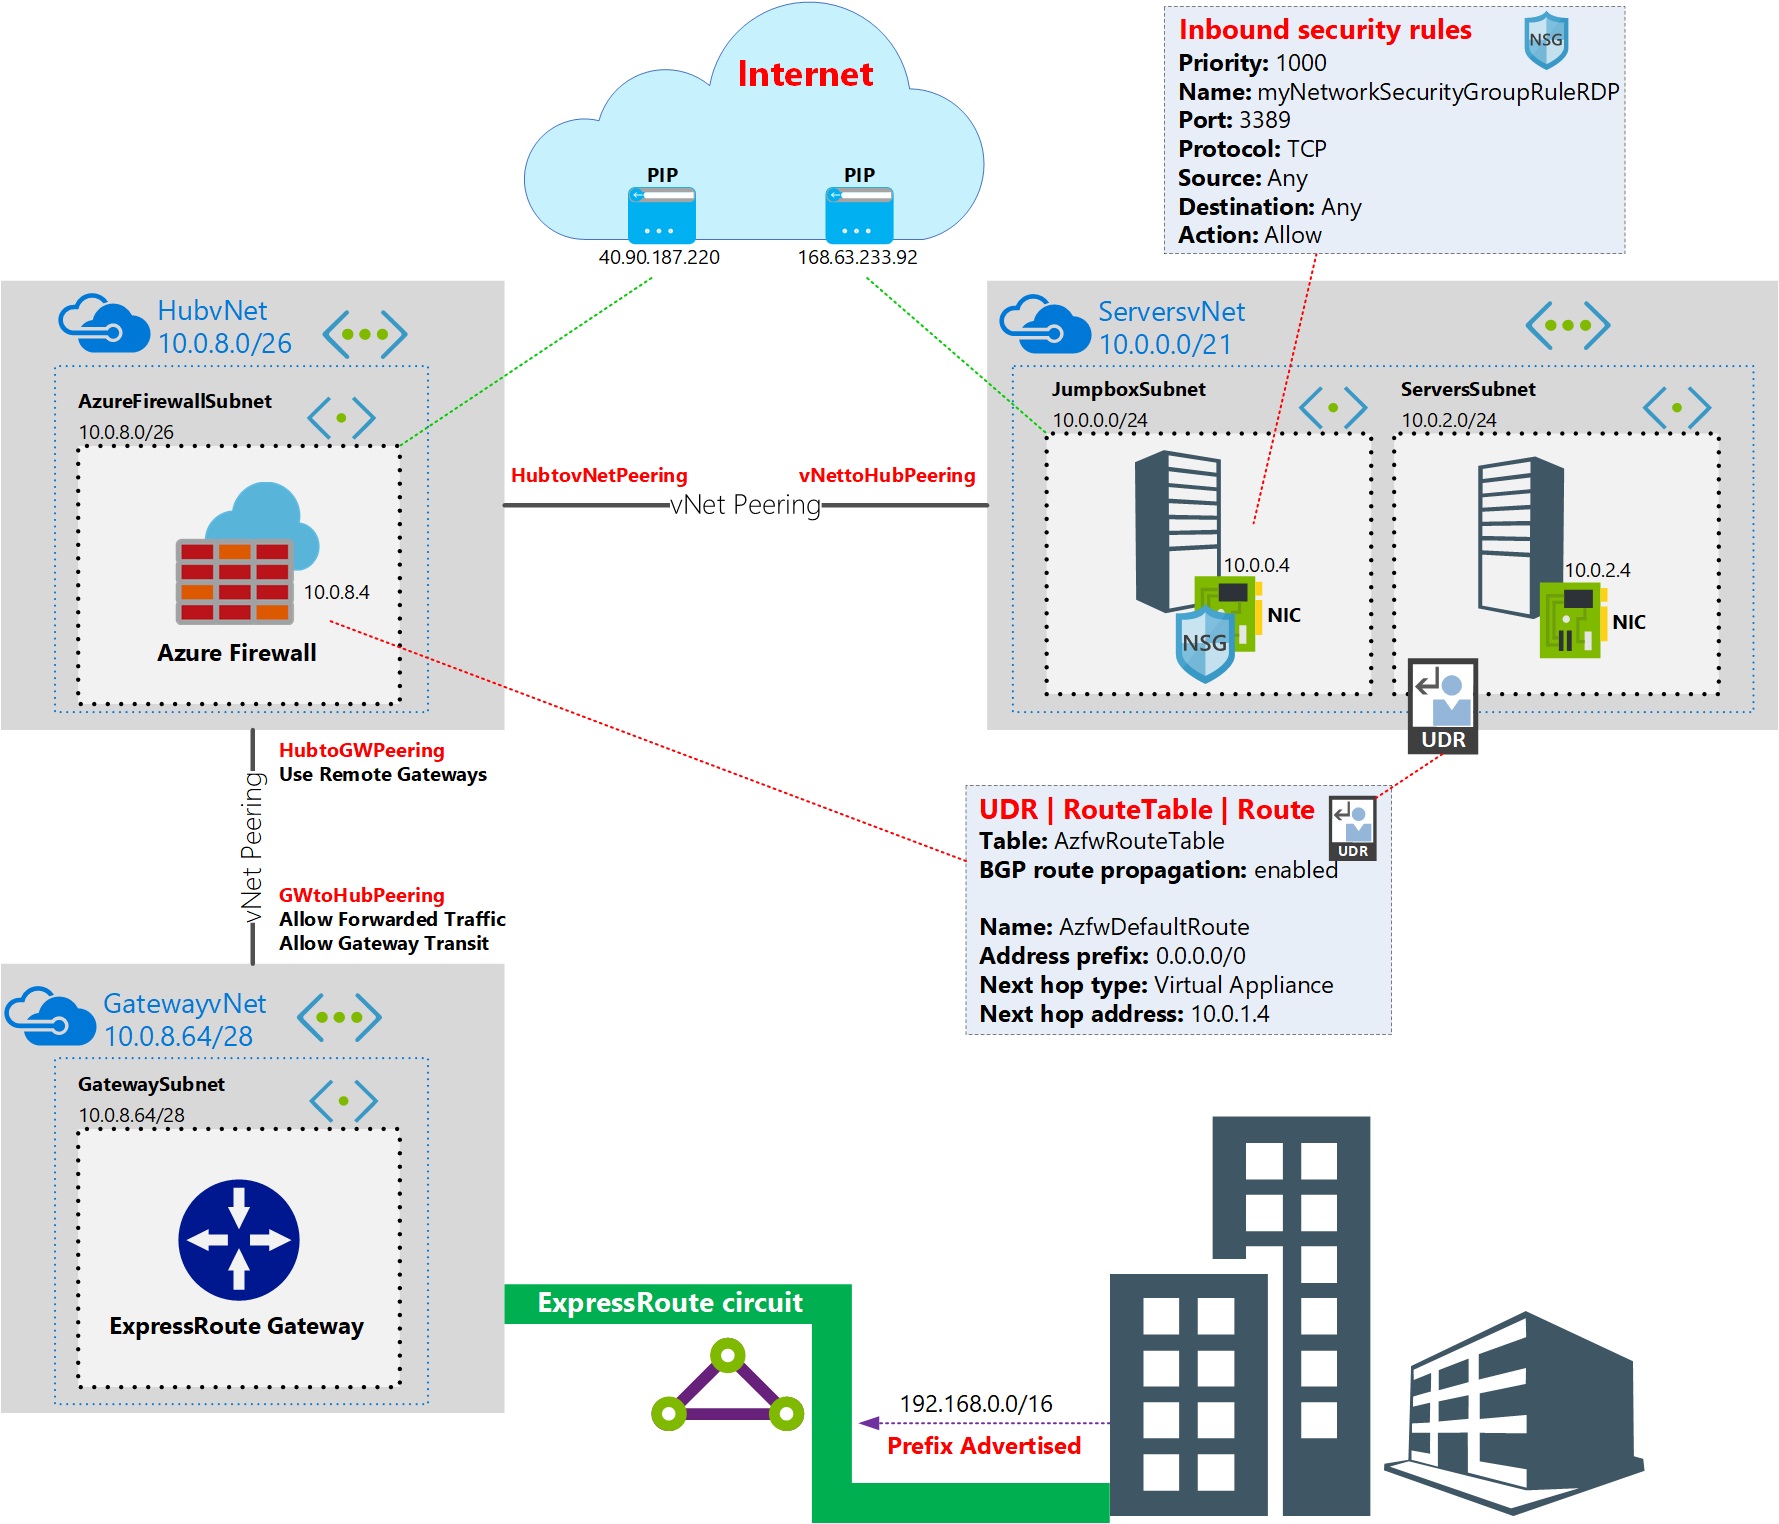 Internet
PIP
40.90.187.220
PIP
168.63.233.92
Inbound security rules
NSG
Priority: 1000
Name: myNetworkSecurityGroupRuleRDP
Port: 3389
Protocol: TCP
Source: Any
Destination: Any
Action: Allow
HubvNet
10.0.8.0/26
AzureFirewallSubnet
10.0.8.0/26
10.0.8.4
Azure Firewall
HubtovNetPeering
vNettoHubPeering
vNet Peering
ServersvNet
10.0.0.0/21
JumpboxSubnet
10.0.0.0/24
10.0.0.4
NIC
NSG
ServersSubnet
10.0.2.0/24
10.0.2.4
NIC
UDR
HubtoGWPeering
Use Remote Gateways
vNet Peering
GWtoHubPeering
Allow Forwarded Traffic
Allow Gateway Transit
UDR | RouteTable | Route
UDR
Table: AzfwRouteTable
BGP route propagation: enabled
Name: AzfwDefaultRoute
Address prefix: 0.0.0.0/0
Next hop type: Virtual Appliance
Next hop address: 10.0.1.4
GatewayvNet
10.0.8.64/28
GatewaySubnet
10.0.8.64/28
ExpressRoute Gateway
ExpressRoute circuit
192.168.0.0/16
Prefix Advertised